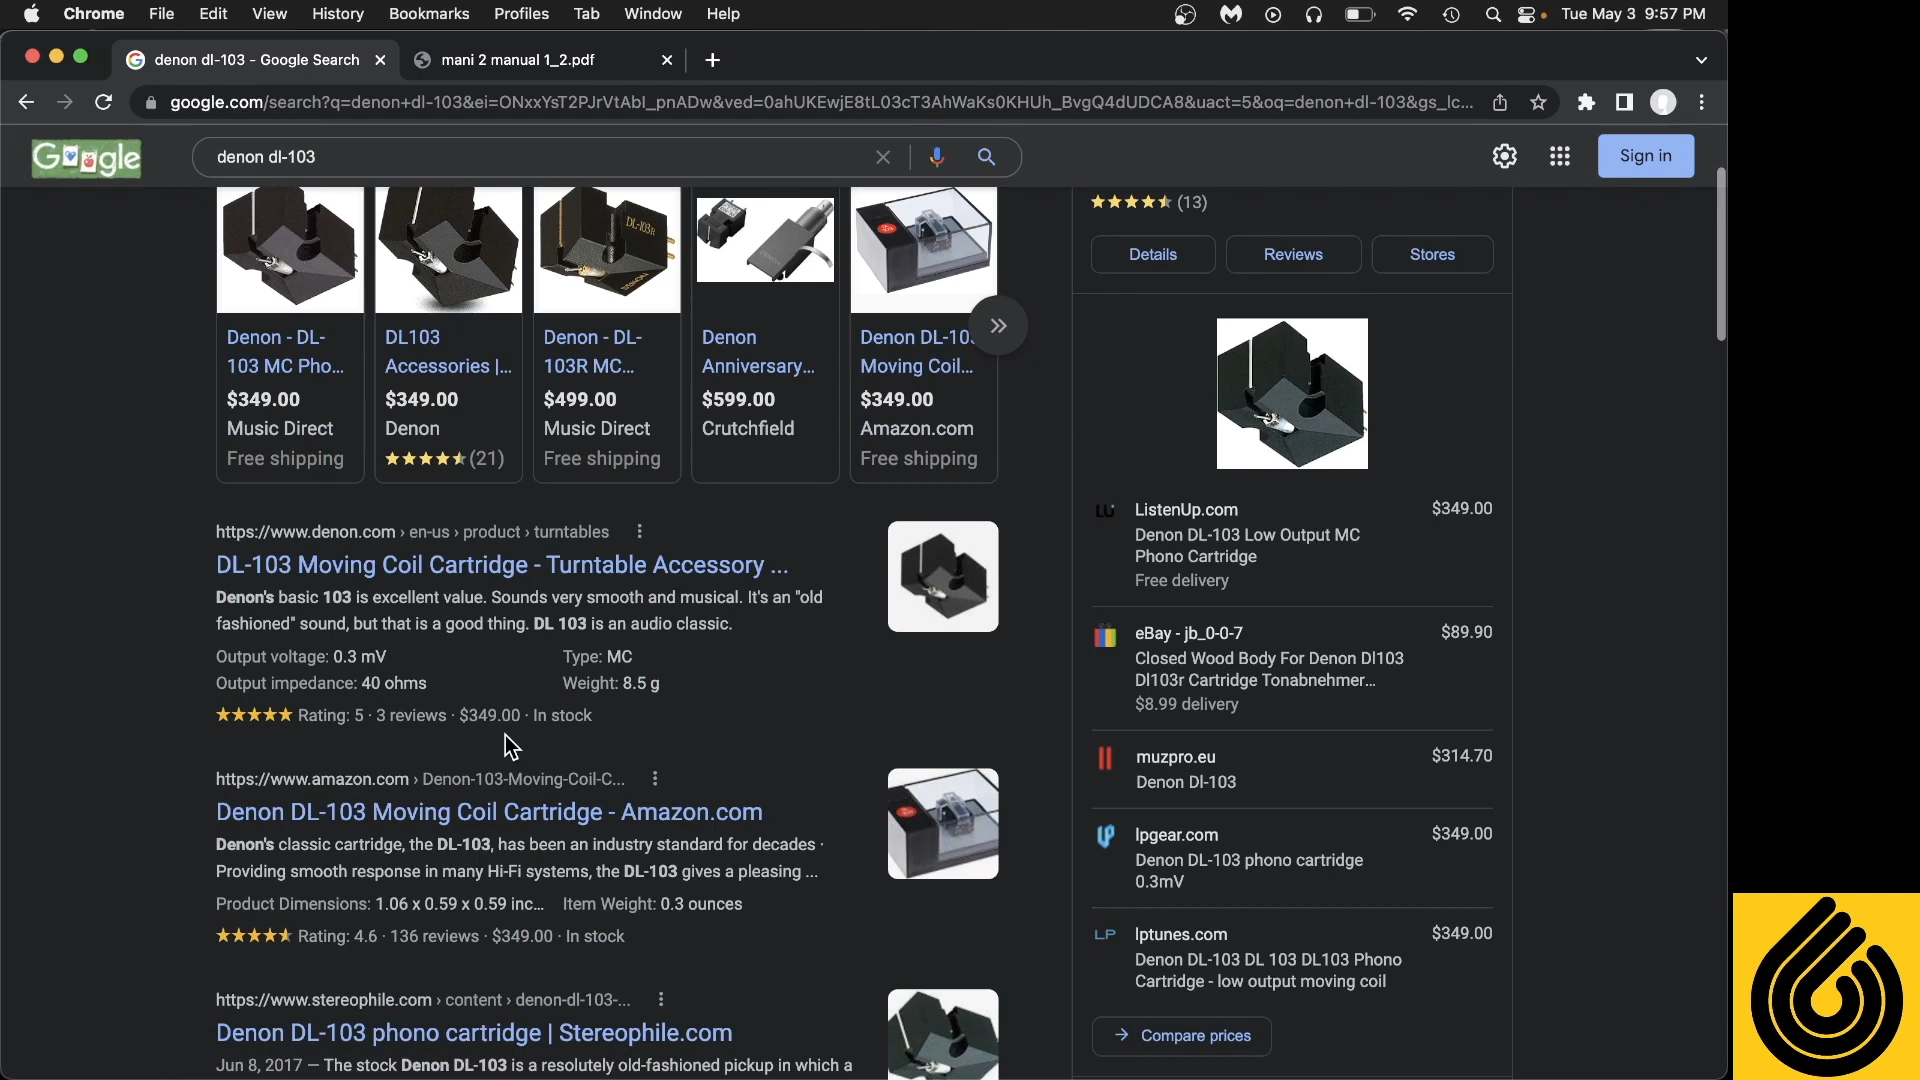 Chrome File Edit View History Bookmarks Profiles Tab Window Help
Tue May 3 9:57 PM
denon dl-103 - Google Search
mani 2 manual 1_2.pdf
google.com/search?q=denon+dl-103&ei=ONxxYsT2PJrVtAbl_pnADw&ved=0ahUKEwjE8tL03cT3AhWaKs0KHUh_BvgQ4dUDCA8&uact=5&oq=denon+dl-103&gs_lc...
Google
denon dl-103
Sign in
DL-103R
DENON
Denon - DL-
103 MC Pho...
$349.00
Music Direct
Free shipping
DL103
Accessories |...
$349.00
Denon
(21)
Denon - DL-
103R MC...
$499.00
Music Direct
Free shipping
Denon
Anniversary...
$599.00
Crutchfield
Denon DL-103
Moving Coil...
$349.00
Amazon.com
Free shipping
https://www.denon.com › en-us › product › turntables
DL-103 Moving Coil Cartridge - Turntable Accessory ...
Denon's basic 103 is excellent value. Sounds very smooth and musical. It's an "old
fashioned" sound, but that is a good thing. DL 103 is an audio classic.
Output voltage: 0.3 mV Type: MC
Output impedance: 40 ohms Weight: 8.5 g
Rating: 5 · 3 reviews · $349.00 · In stock
https://www.amazon.com › Denon-103-Moving-Coil-C...
Denon DL-103 Moving Coil Cartridge - Amazon.com
Denon's classic cartridge, the DL-103, has been an industry standard for decades ·
Providing smooth response in many Hi-Fi systems, the DL-103 gives a pleasing ...
Product Dimensions: 1.06 x 0.59 x 0.59 inc... Item Weight: 0.3 ounces
Rating: 4.6 · 136 reviews · $349.00 · In stock
https://www.stereophile.com › content › denon-dl-103-...
Denon DL-103 phono cartridge | Stereophile.com
Jun 8, 2017 — The stock Denon DL-103 is a resolutely old-fashioned pickup in which a
(13)
Details Reviews Stores
LU
ListenUp.com $349.00
Denon DL-103 Low Output MC
Phono Cartridge
Free delivery
eBay - jb_0-0-7 $89.90
Closed Wood Body For Denon Dl103
Dl103r Cartridge Tonabnehmer...
$8.99 delivery
muzpro.eu $314.70
Denon Dl-103
lpgear.com $349.00
Denon DL-103 phono cartridge
0.3mV
LP
lptunes.com $349.00
Denon DL-103 DL 103 DL103 Phono
Cartridge - low output moving coil
Compare prices